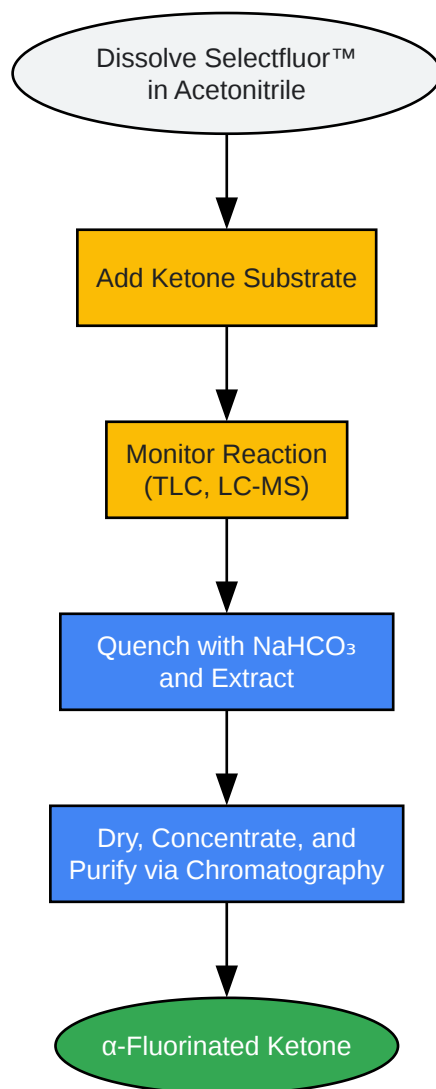 Dissolve Selectfluor™
in Acetonitrile
Add Ketone Substrate
Monitor Reaction
(TLC, LC-MS)
Quench with NaHCO₃
and Extract
Dry, Concentrate, and
Purify via Chromatography
α-Fluorinated Ketone